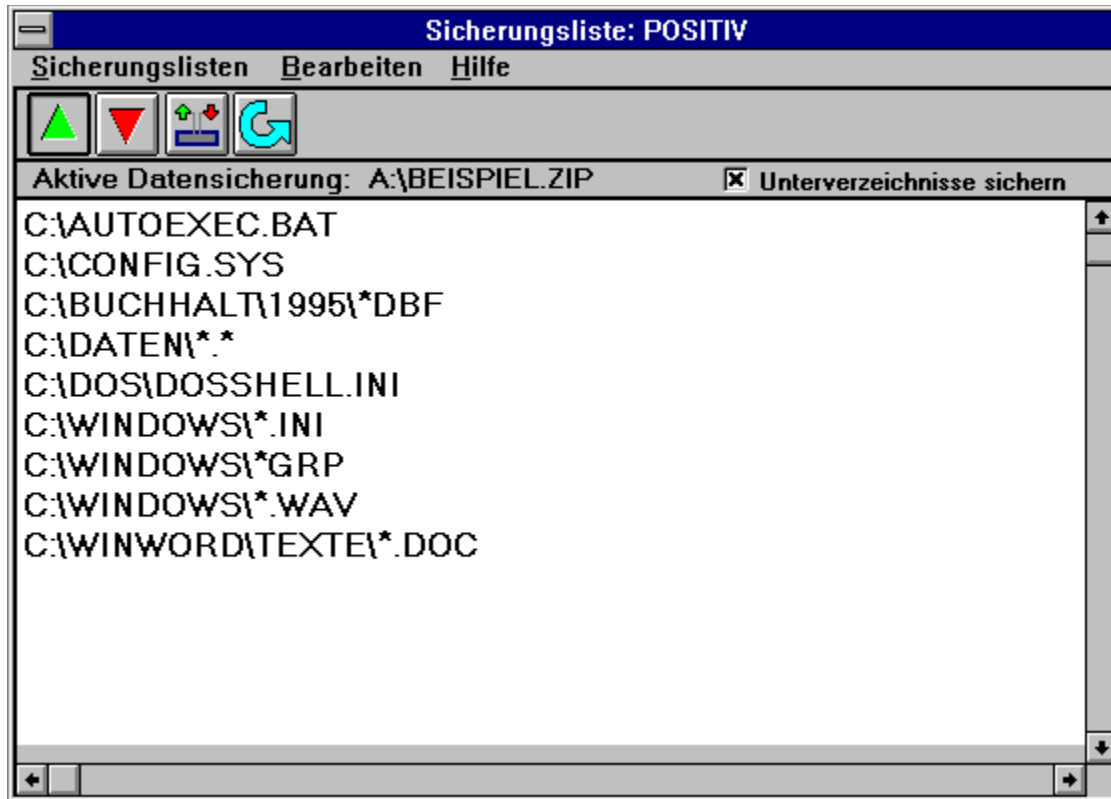 Sicherungsliste: POSITIV
Sicherungslisten Bearbeiten Hilfe
Aktive Datensicherung: A:\BEISPIEL.ZIP Unterverzeichnisse sichern
C:\AUTOEXEC.BAT
C:\CONFIG.SYS
C:\BUCHHALT\1995\*DBF
C:\DATEN\*.*
C:\DOS\DOSSHELL.INI
C:\WINDOWS\*.INI
C:\WINDOWS\*GRP
C:\WINDOWS\*.WAV
C:\WINWORD\TEXTE\*.DOC